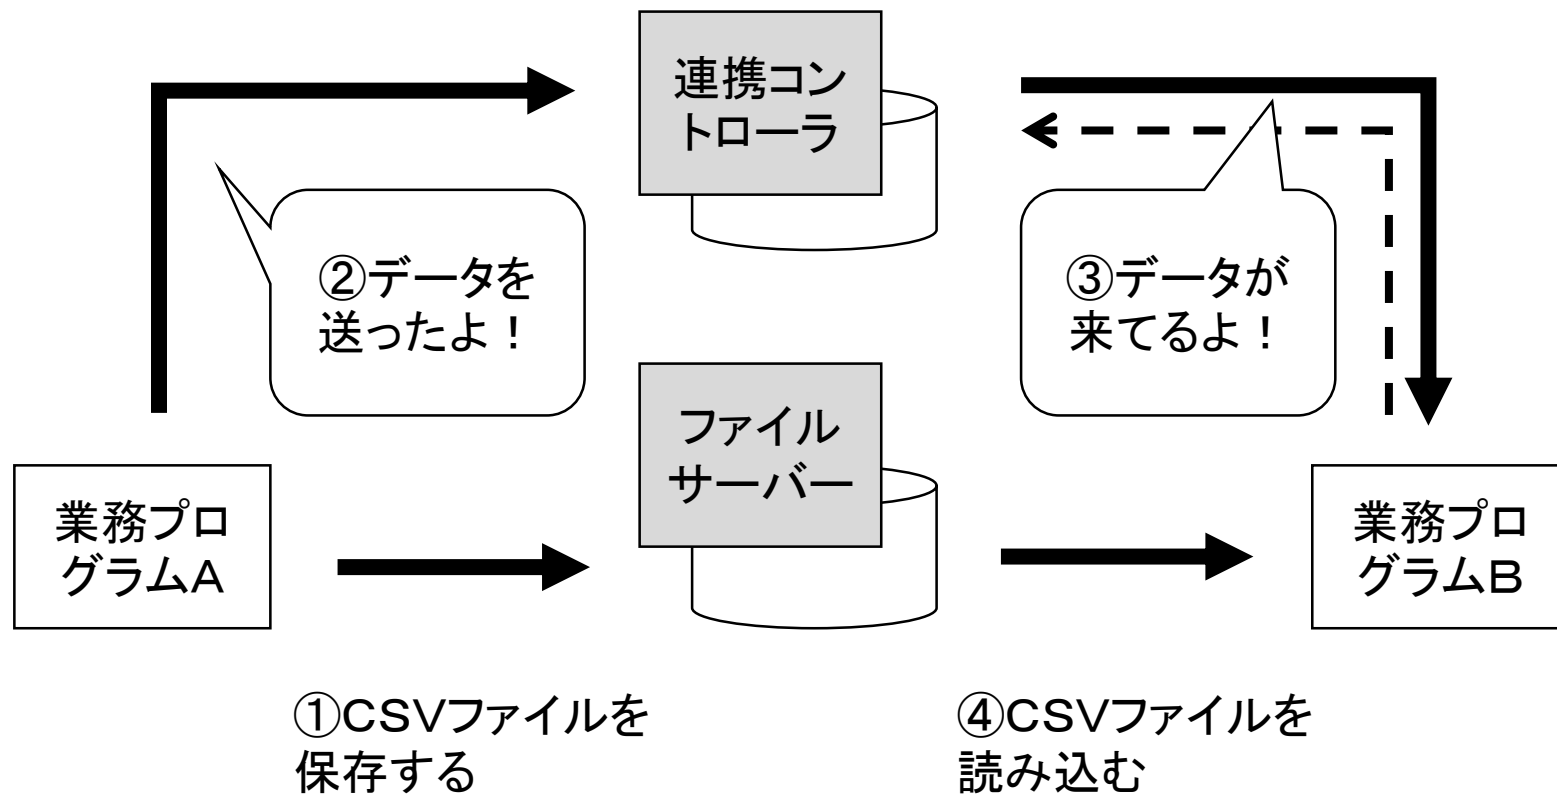 連携コン
トローラ
②データを
送ったよ！
③データが
来てるよ！
ファイル
サーバー
業務プロ
グラムＡ
業務プロ
グラムＢ
①ＣＳＶファイルを
保存する
④ＣＳＶファイルを
読み込む